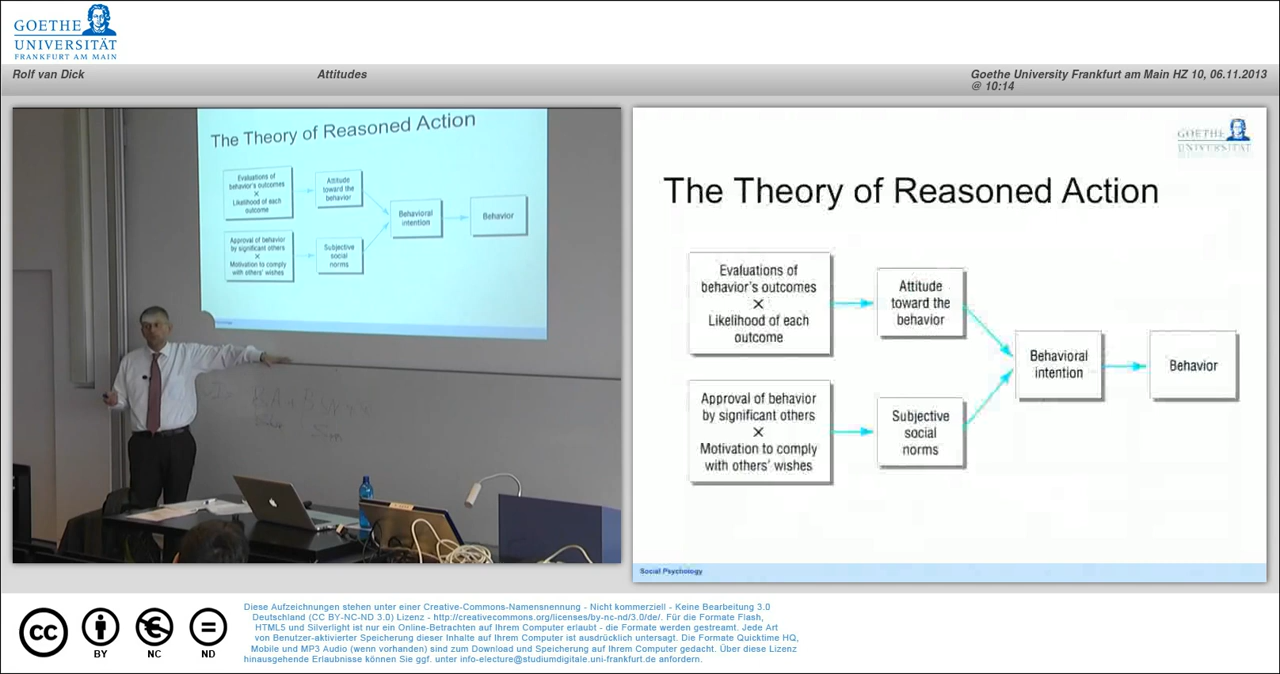 GOETHE
UNIVERSITÄT
FRANKFURT AM MAIN
Rolf van Dick
Attitudes
Goethe University Frankfurt am Main HZ 10, 06.11.2013
@ 10:14
The Theory of Reasoned Action
Evaluations of
behavior's outcomes
×
Likelihood of each
outcome
Attitude
toward the
behavior
Behavioral
intention
Behavior
Approval of behavior
by significant others
×
Motivation to comply
with others' wishes
Subjective
social
norms
GOETHE
UNIVERSITÄT
The Theory of Reasoned Action
Evaluations of
behavior's outcomes
×
Likelihood of each
outcome
Attitude
toward the
behavior
Behavioral
intention
Behavior
Approval of behavior
by significant others
×
Motivation to comply
with others' wishes
Subjective
social
norms
Social Psychology
cc
BY
NC
ND
Diese Aufzeichnungen stehen unter einer Creative-Commons-Namensnennung - Nicht kommerziell - Keine Bearbeitung 3.0
Deutschland (CC BY-NC-ND 3.0) Lizenz - http://creativecommons.org/licenses/by-nc-nd/3.0/de/. Für die Formate Flash,
HTML5 und Silverlight ist nur ein Online-Betrachten auf Ihrem Computer erlaubt - die Formate werden gestreamt. Jede Art
von Benutzer-aktivierter Speicherung dieser Inhalte auf Ihrem Computer ist ausdrücklich untersagt. Die Formate Quicktime HQ,
Mobile und MP3 Audio (wenn vorhanden) sind zum Download und Speicherung auf Ihrem Computer gedacht. Über diese Lizenz
hinausgehende Erlaubnisse können Sie ggf. unter info-electure@studiumdigitale.uni-frankfurt.de anfordern.